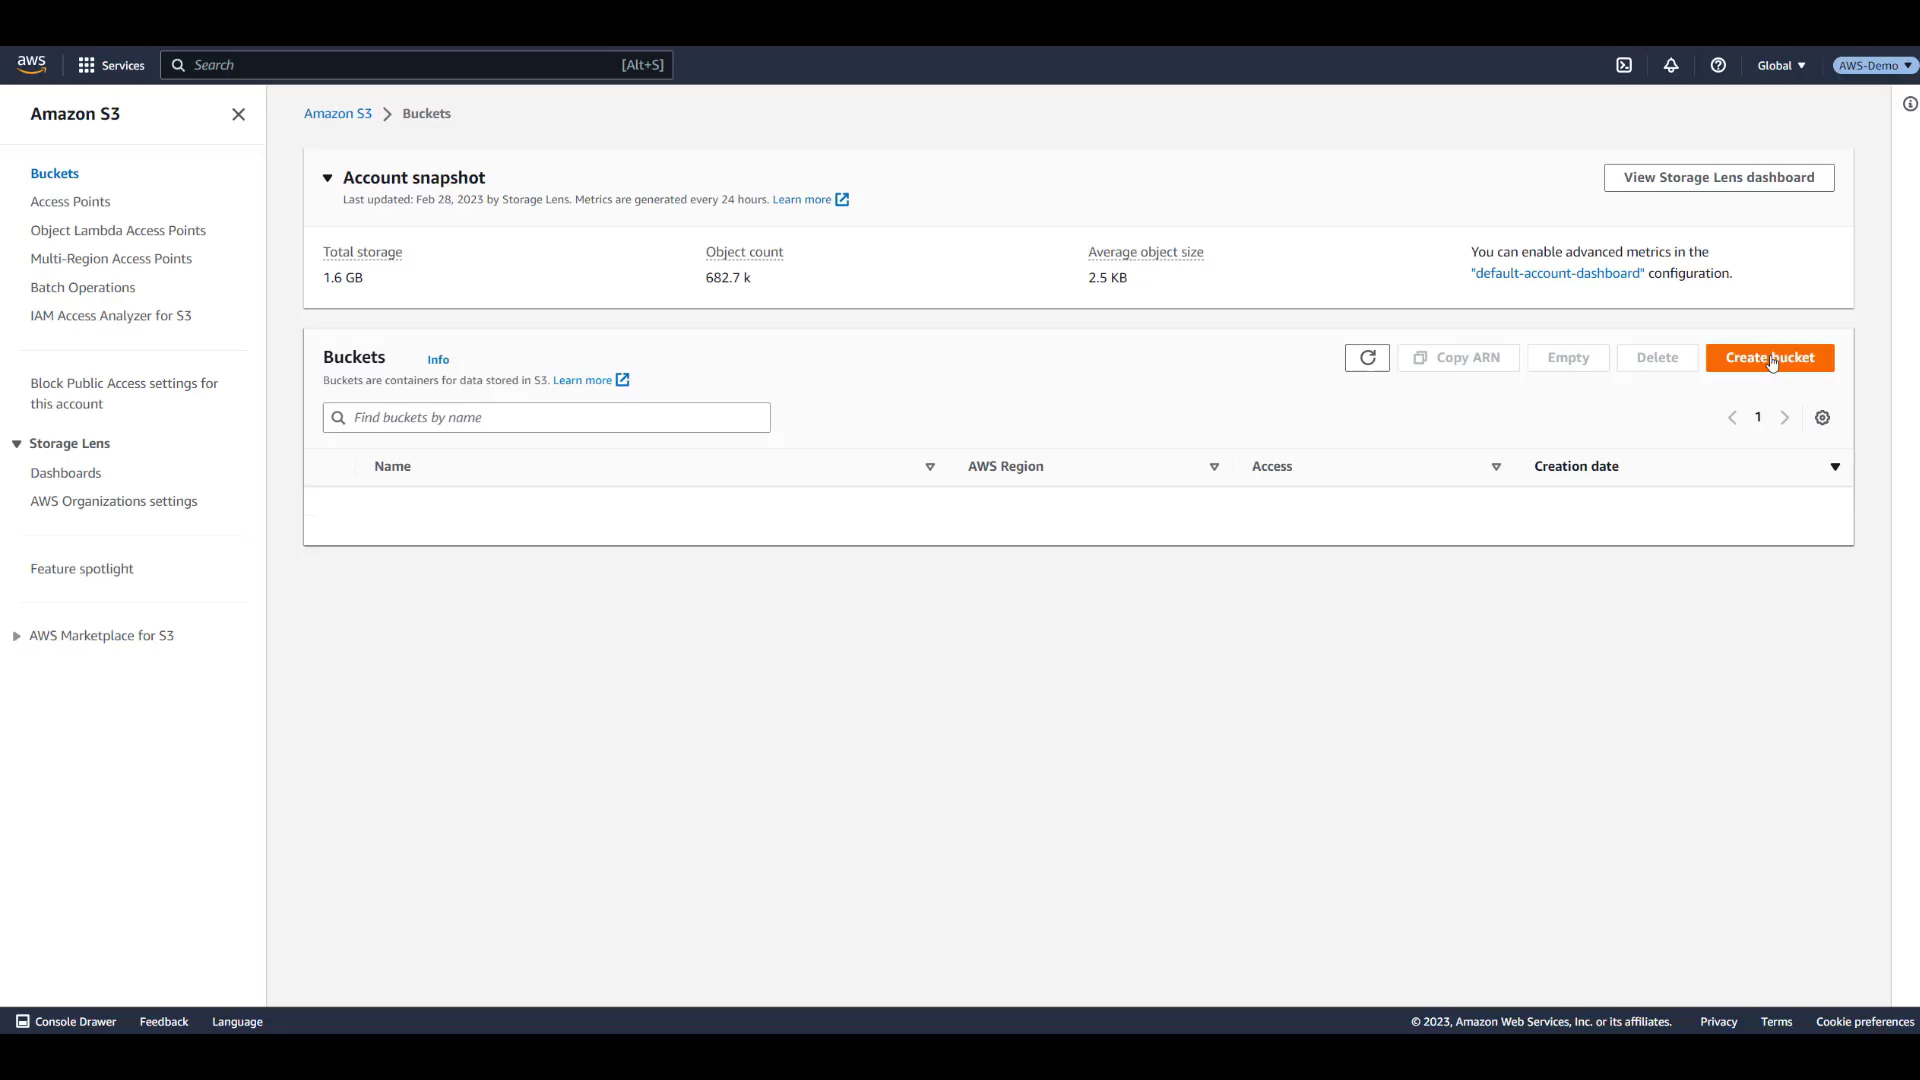 aws Services Search [Alt+S] Global AWS-Demo
Amazon S3
Buckets
Access Points
Object Lambda Access Points
Multi-Region Access Points
Batch Operations
IAM Access Analyzer for S3
Block Public Access settings for
this account
Storage Lens
Dashboards
AWS Organizations settings
Feature spotlight
AWS Marketplace for S3
Amazon S3 Buckets
Account snapshot
Last updated: Feb 28, 2023 by Storage Lens. Metrics are generated every 24 hours. Learn more
View Storage Lens dashboard
Total storage
1.6 GB
Object count
682.7 k
Average object size
2.5 KB
You can enable advanced metrics in the
"default-account-dashboard" configuration.
Buckets Info
Buckets are containers for data stored in S3. Learn more
Copy ARN Empty Delete Create bucket
Find buckets by name
1
Name AWS Region Access Creation date
Console Drawer Feedback Language
© 2023, Amazon Web Services, Inc. or its affiliates. Privacy Terms Cookie preferences